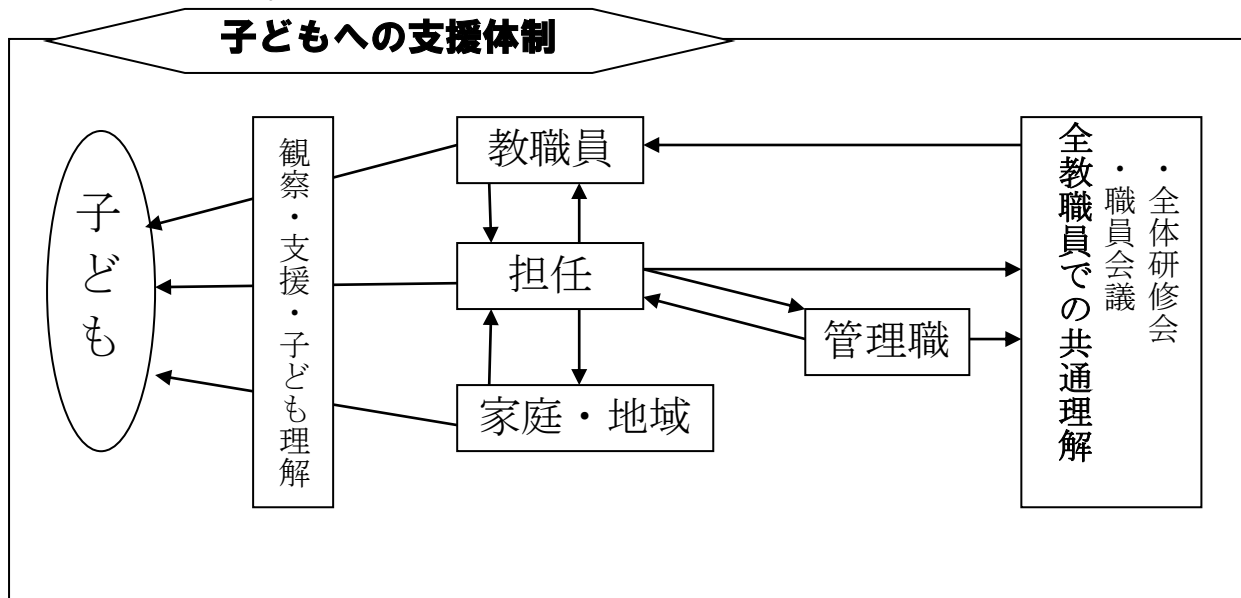 子どもへの支援体制
子ども
観察・支援・子ども理解
教職員
担任
家庭・地域
管理職
・全体研修会
・職員会議
全教職員での共通理解